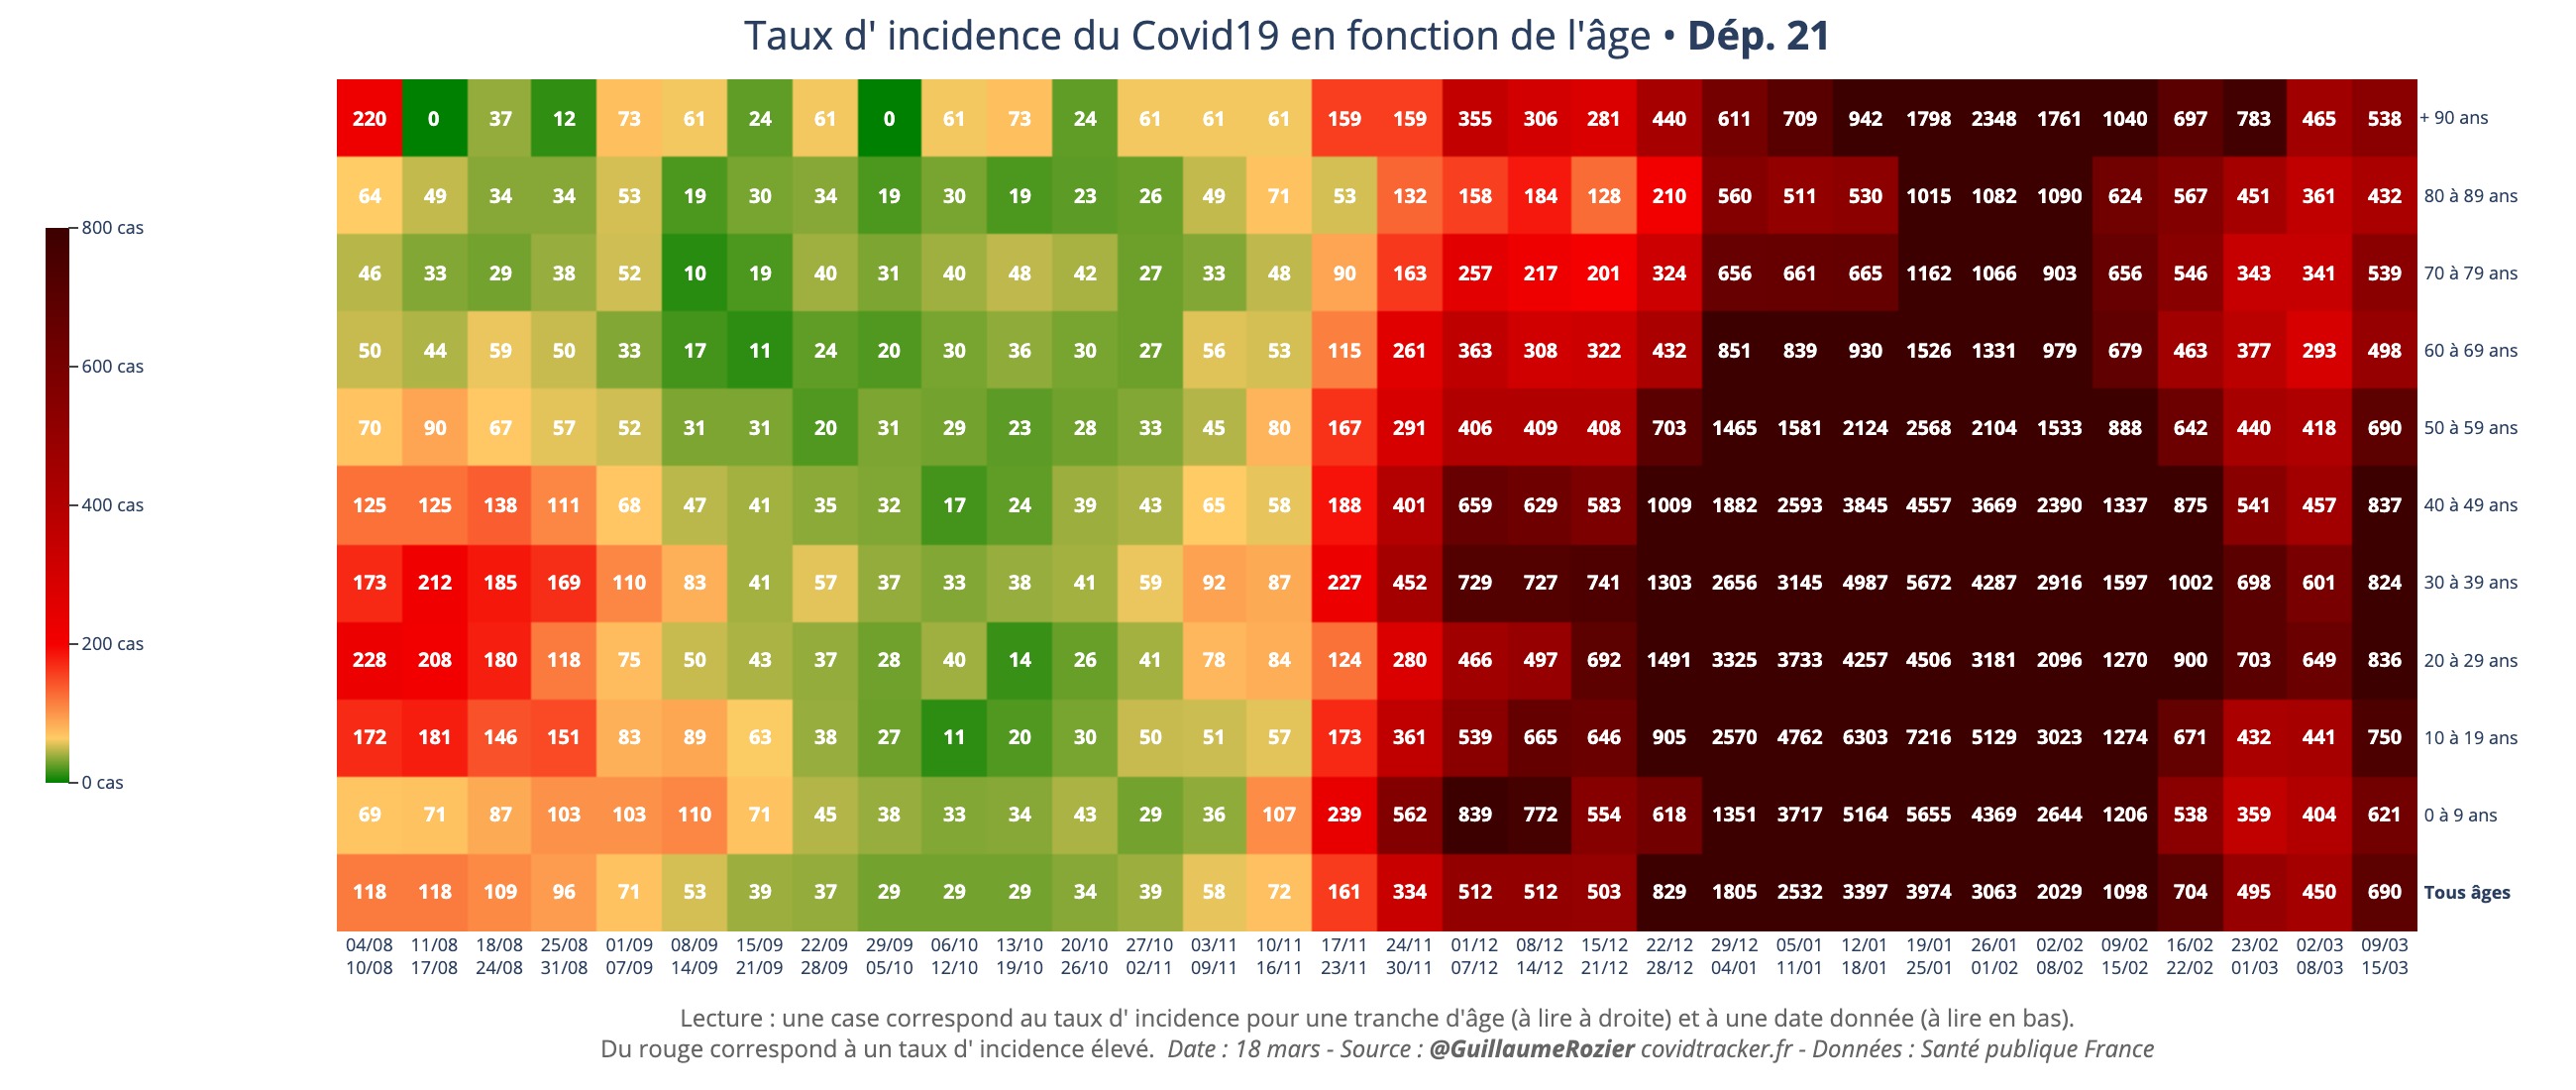 Taux d' incidence du Covid19 en fonction de l'âge • Dép. 21
220 0 37 12 73 61 24 61 0 61 73 24 61 61 61 159 159 355 306 281 440 611 709 942 1798 2348 1761 1040 697 783 465 538 + 90 ans
64 49 34 34 53 19 30 34 19 30 19 23 26 49 71 53 132 158 184 128 210 560 511 530 1015 1082 1090 624 567 451 361 432 80 à 89 ans
800 cas
46 33 29 38 52 10 19 40 31 40 48 42 27 33 48 90 163 257 217 201 324 656 661 665 1162 1066 903 656 546 343 341 539 70 à 79 ans
50 44 59 50 33 17 11 24 20 30 36 30 27 56 53 115 261 363 308 322 432 851 839 930 1526 1331 979 679 463 377 293 498 60 à 69 ans
600 cas
70 90 67 57 52 31 31 20 31 29 23 28 33 45 80 167 291 406 409 408 703 1465 1581 2124 2568 2104 1533 888 642 440 418 690 50 à 59 ans
400 cas
125 125 138 111 68 47 41 35 32 17 24 39 43 65 58 188 401 659 629 583 1009 1882 2593 3845 4557 3669 2390 1337 875 541 457 837 40 à 49 ans
173 212 185 169 110 83 41 57 37 33 38 41 59 92 87 227 452 729 727 741 1303 2656 3145 4987 5672 4287 2916 1597 1002 698 601 824 30 à 39 ans
200 cas
228 208 180 118 75 50 43 37 28 40 14 26 41 78 84 124 280 466 497 692 1491 3325 3733 4257 4506 3181 2096 1270 900 703 649 836 20 à 29 ans
172 181 146 151 83 89 63 38 27 11 20 30 50 51 57 173 361 539 665 646 905 2570 4762 6303 7216 5129 3023 1274 671 432 441 750 10 à 19 ans
0 cas
69 71 87 103 103 110 71 45 38 33 34 43 29 36 107 239 562 839 772 554 618 1351 3717 5164 5655 4369 2644 1206 538 359 404 621 0 à 9 ans
118 118 109 96 71 53 39 37 29 29 29 34 39 58 72 161 334 512 512 503 829 1805 2532 3397 3974 3063 2029 1098 704 495 450 690 Tous âges
04/08 11/08 18/08 25/08 01/09 08/09 15/09 22/09 29/09 06/10 13/10 20/10 27/10 03/11 10/11 17/11 24/11 01/12 08/12 15/12 22/12 29/12 05/01 12/01 19/01 26/01 02/02 09/02 16/02 23/02 02/03 09/03
10/08 17/08 24/08 31/08 07/09 14/09 21/09 28/09 05/10 12/10 19/10 26/10 02/11 09/11 16/11 23/11 30/11 07/12 14/12 21/12 28/12 04/01 11/01 18/01 25/01 01/02 08/02 15/02 22/02 01/03 08/03 15/03
Lecture : une case correspond au taux d' incidence pour une tranche d'âge (à lire à droite) et à une date donnée (à lire en bas).
Du rouge correspond à un taux d' incidence élevé. Date : 18 mars - Source : @GuillaumeRozier covidtracker.fr - Données : Santé publique France